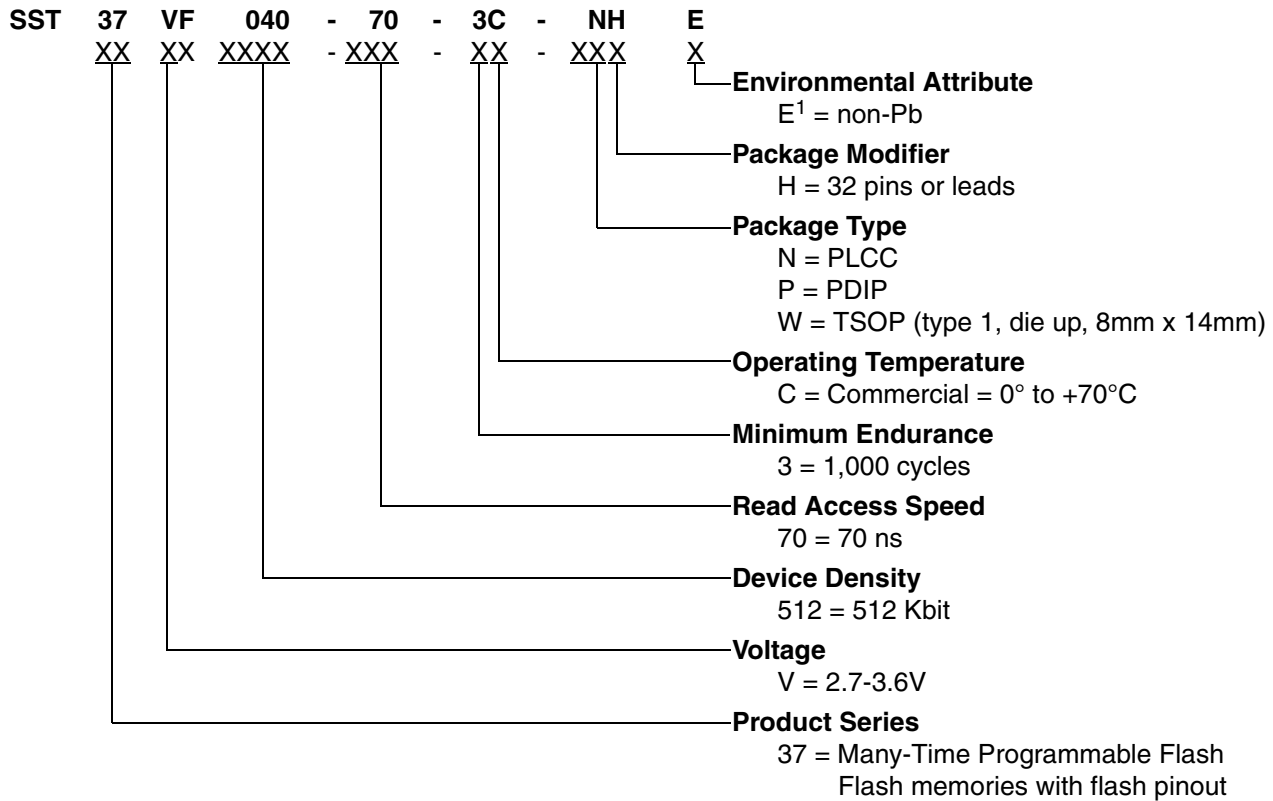 SST 37 VF 040 - 70 - 3C - NH E
XX XX XXXX - XXX - XX - XXX X
Environmental Attribute
E1 = non-Pb
Package Modifier
H = 32 pins or leads
Package Type
N = PLCC
P = PDIP
W = TSOP (type 1, die up, 8mm x 14mm)
Operating Temperature
C = Commercial = 0° to +70°C
Minimum Endurance
3 = 1,000 cycles
Read Access Speed
70 = 70 ns
Device Density
512 = 512 Kbit
Voltage
V = 2.7-3.6V
Product Series
37 = Many-Time Programmable Flash
Flash memories with flash pinout